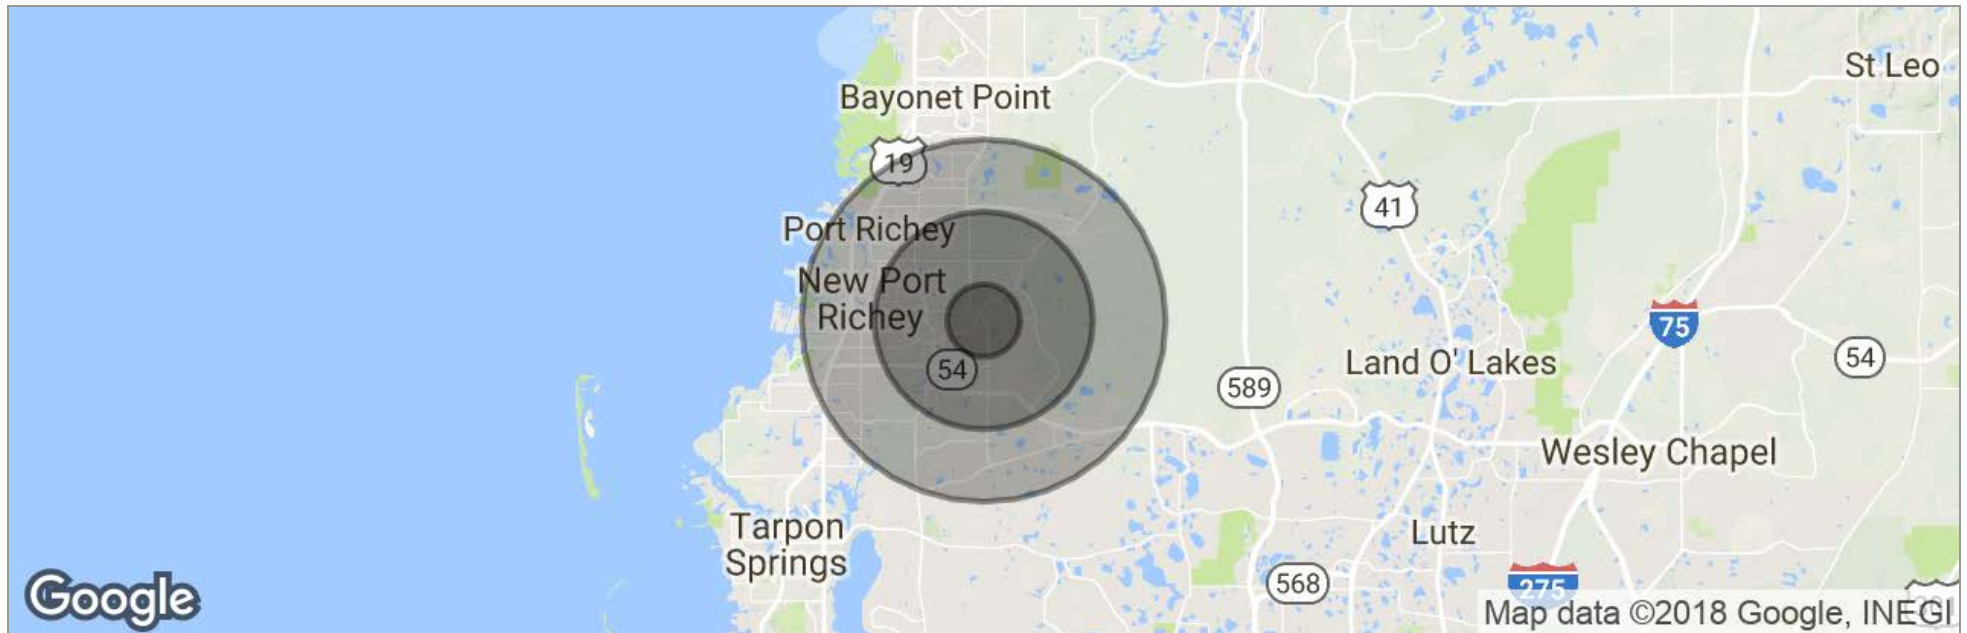 St Leo
Bayonet Point
19
41
Port Richey
New Port
Richey
75
54
Land O' Lakes
54
589
Wesley Chapel
Tarpon
Springs
Lutz
568
275
Google
Map data ©2018 Google, INEGI